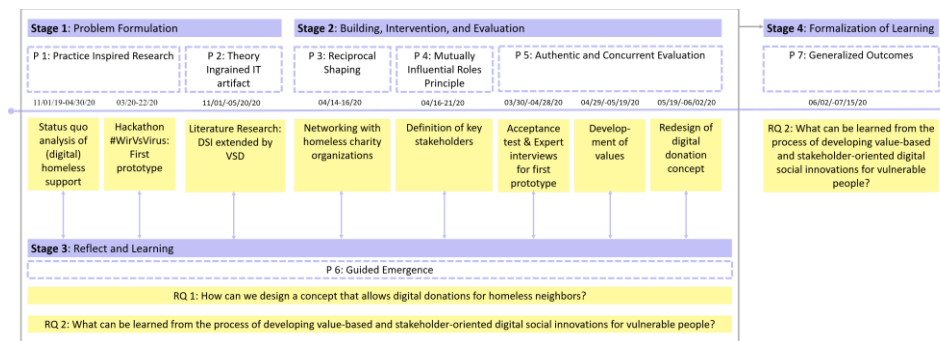 Stage 1: Problem Formulation
Stage 2: Building, Intervention, and Evaluation
Stage 4: Formalization of Learning
P 1: Practice Inspired Research
P 2: Theory
Ingrained IT
artifact
P 3: Reciprocal
Shaping
P 4: Mutually
Influential Roles
Principle
P 5: Authentic and Concurrent Evaluation
P 7: Generalized Outcomes
11/01/19-04/30/20
03/20-22/20
11/01/-05/20/20
04/14-16/20
04/16-21/20
03/30/-04/28/20
04/29/-05/19/20
05/19/-06/02/20
06/02/-07/15/20
Status quo
analysis of
(digital)
homeless
support
Hackathon
#WirVsVirus:
First
prototype
Literature Research:
DSI extended by
VSD
Networking with
homeless charity
organizations
Definition of key
stakeholders
Acceptance
test & Expert
interviews
for first
prototype
Develop-
ment of
values
Redesign of
digital
donation
concept
RQ 2: What can be learned from the
process of developing value-based
and stakeholder-oriented digital
social innovations for vulnerable
people?
Stage 3: Reflect and Learning
P 6: Guided Emergence
RQ 1: How can we design a concept that allows digital donations for homeless neighbors?
RQ 2: What can be learned from the process of developing value-based and stakeholder-oriented digital social innovations for vulnerable people?